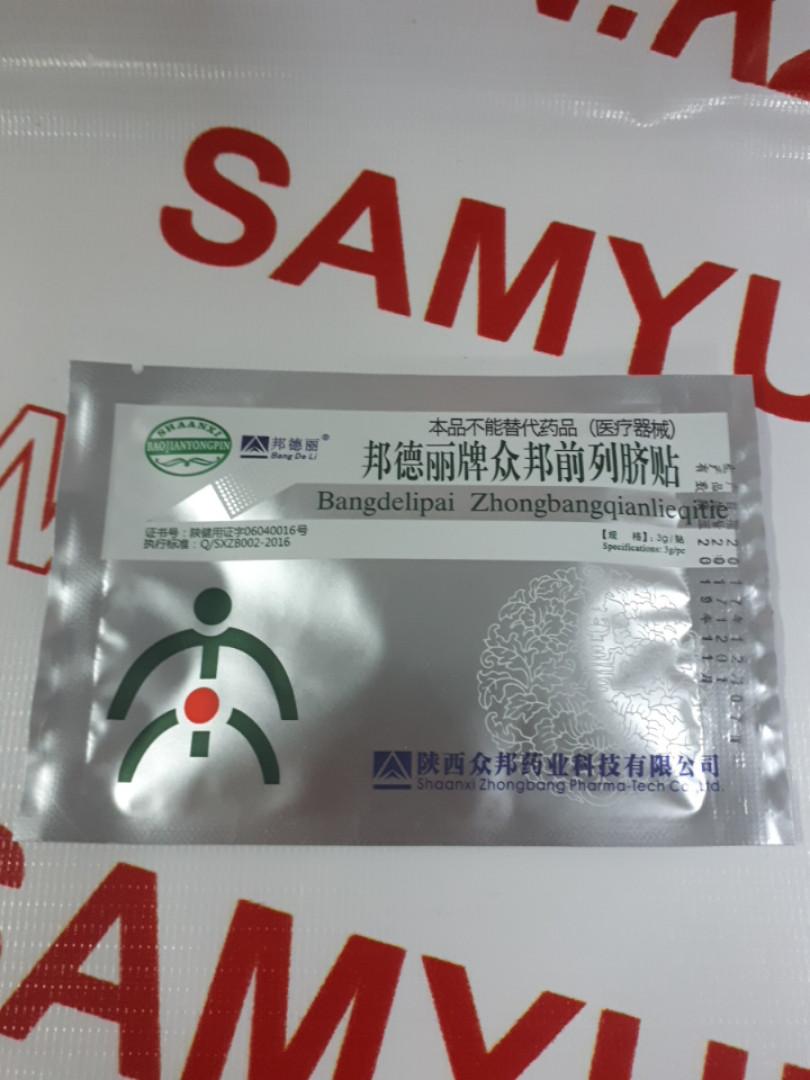 SAMYU
SHAANXI
BAOJIANYONGPIN
邦德丽®
Bang De Li
本品不能替代药品（医疗器械）
邦德丽牌众邦前列脐贴
Bangdelipai Zhongbangqianlieqitie
证书号：陕健用证字06040016号
执行标准：Q/SXZB002-2016
【规 格】：3g/贴
Specifications: 3g/pc
陕西众邦药业科技有限公司
Shaanxi Zhongbang Pharma-Tech Co.,Ltd.
SAMYU